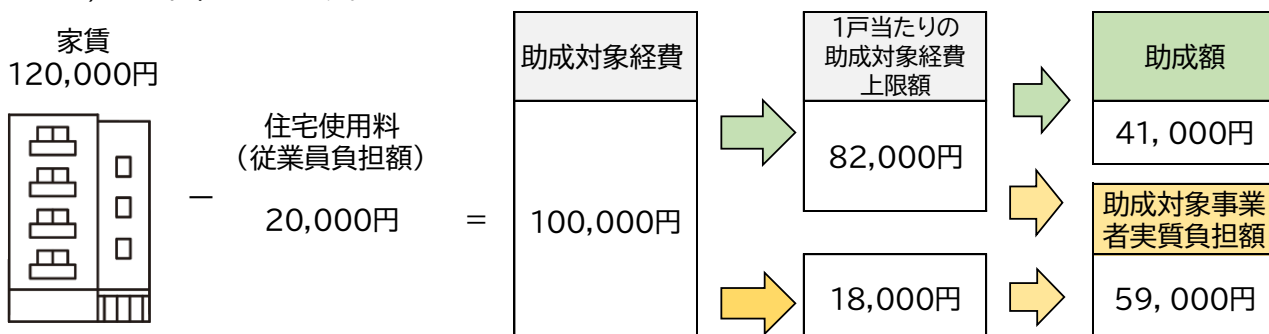 家賃
120,000円
－
住宅使用料
（従業員負担額）
20,000円
＝
助成対象経費
100,000円
1戸当たりの
助成対象経費
上限額
82,000円
18,000円
助成額
41，000円
助成対象事業
者実質負担額
59，000円